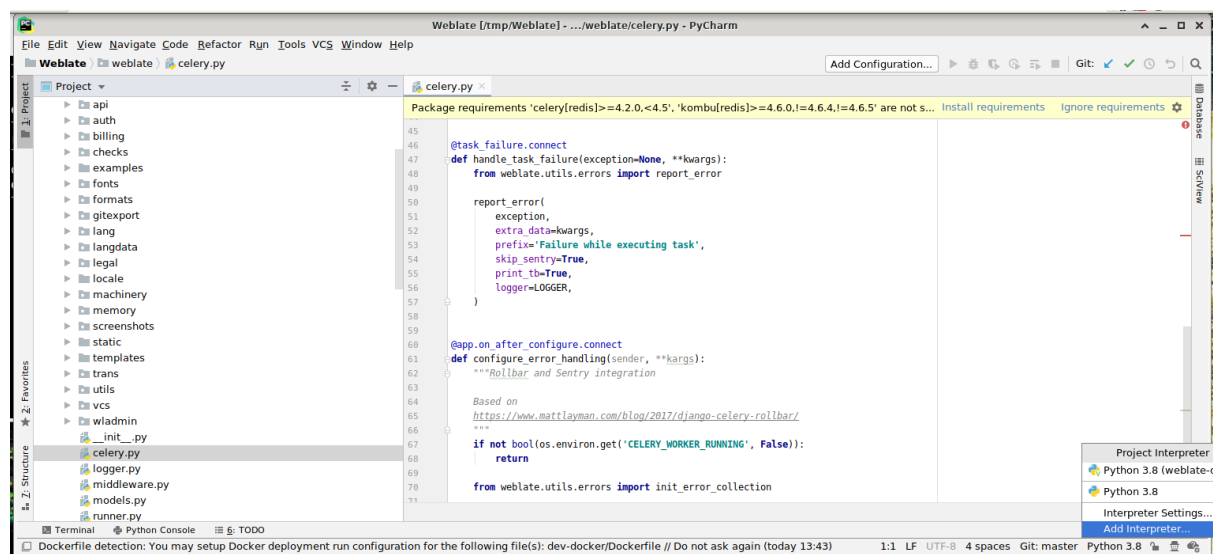 Weblate [/tmp/Weblate] - .../weblate/celery.py - PyCharm
File Edit View Navigate Code Refactor Run Tools VCS Window Help
Weblate weblate celery.py Add Configuration... Git:
1: Project
Project
celery.py
Package requirements 'celery[redis]>=4.2.0,<4.5', 'kombu[redis]>=4.6.0,!=4.6.4,!=4.6.5' are not s... Install requirements Ignore requirements
api
auth
billing
checks
examples
fonts
formats
gitexport
lang
langdata
legal
locale
machinery
memory
screenshots
static
templates
trans
utils
vcs
wladmin
__init__.py
celery.py
logger.py
middleware.py
models.py
runner.py
2: Favorites
Z: Structure
45
46 @task_failure.connect
47 def handle_task_failure(exception=None, **kwargs):
48 from weblate.utils.errors import report_error
49
50 report_error(
51 exception,
52 extra_data=kwargs,
53 prefix='Failure while executing task',
54 skip_sentry=True,
55 print_tb=True,
56 logger=LOGGER,
57 )
58
59
60 @app.on_after_configure.connect
61 def configure_error_handling(sender, **kargs):
62 """Rollbar and Sentry integration
63
64 Based on
65 https://www.mattlayman.com/blog/2017/django-celery-rollbar/
66 """
67 if not bool(os.environ.get('CELERY_WORKER_RUNNING', False)):
68 return
69
70 from weblate.utils.errors import init_error_collection
71
Database
SciView
Project Interpreter
Python 3.8 (weblate-
Python 3.8
Interpreter Settings...
Add Interpreter...
Terminal Python Console 6: TODO
Dockerfile detection: You may setup Docker deployment run configuration for the following file(s): dev-docker/Dockerfile // Do not ask again (today 13:43) 1:1 LF UTF-8 4 spaces Git: master Python 3.8